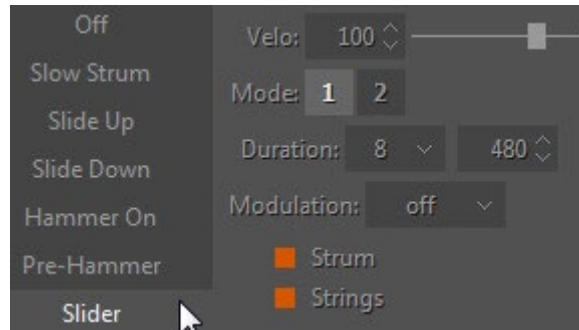 Off
Slow Strum
Slide Up
Slide Down
Hammer On
Pre-Hammer
Slider
Velo: 100
Mode: 1 2
Duration: 8 480
Modulation: off
Strum
Strings